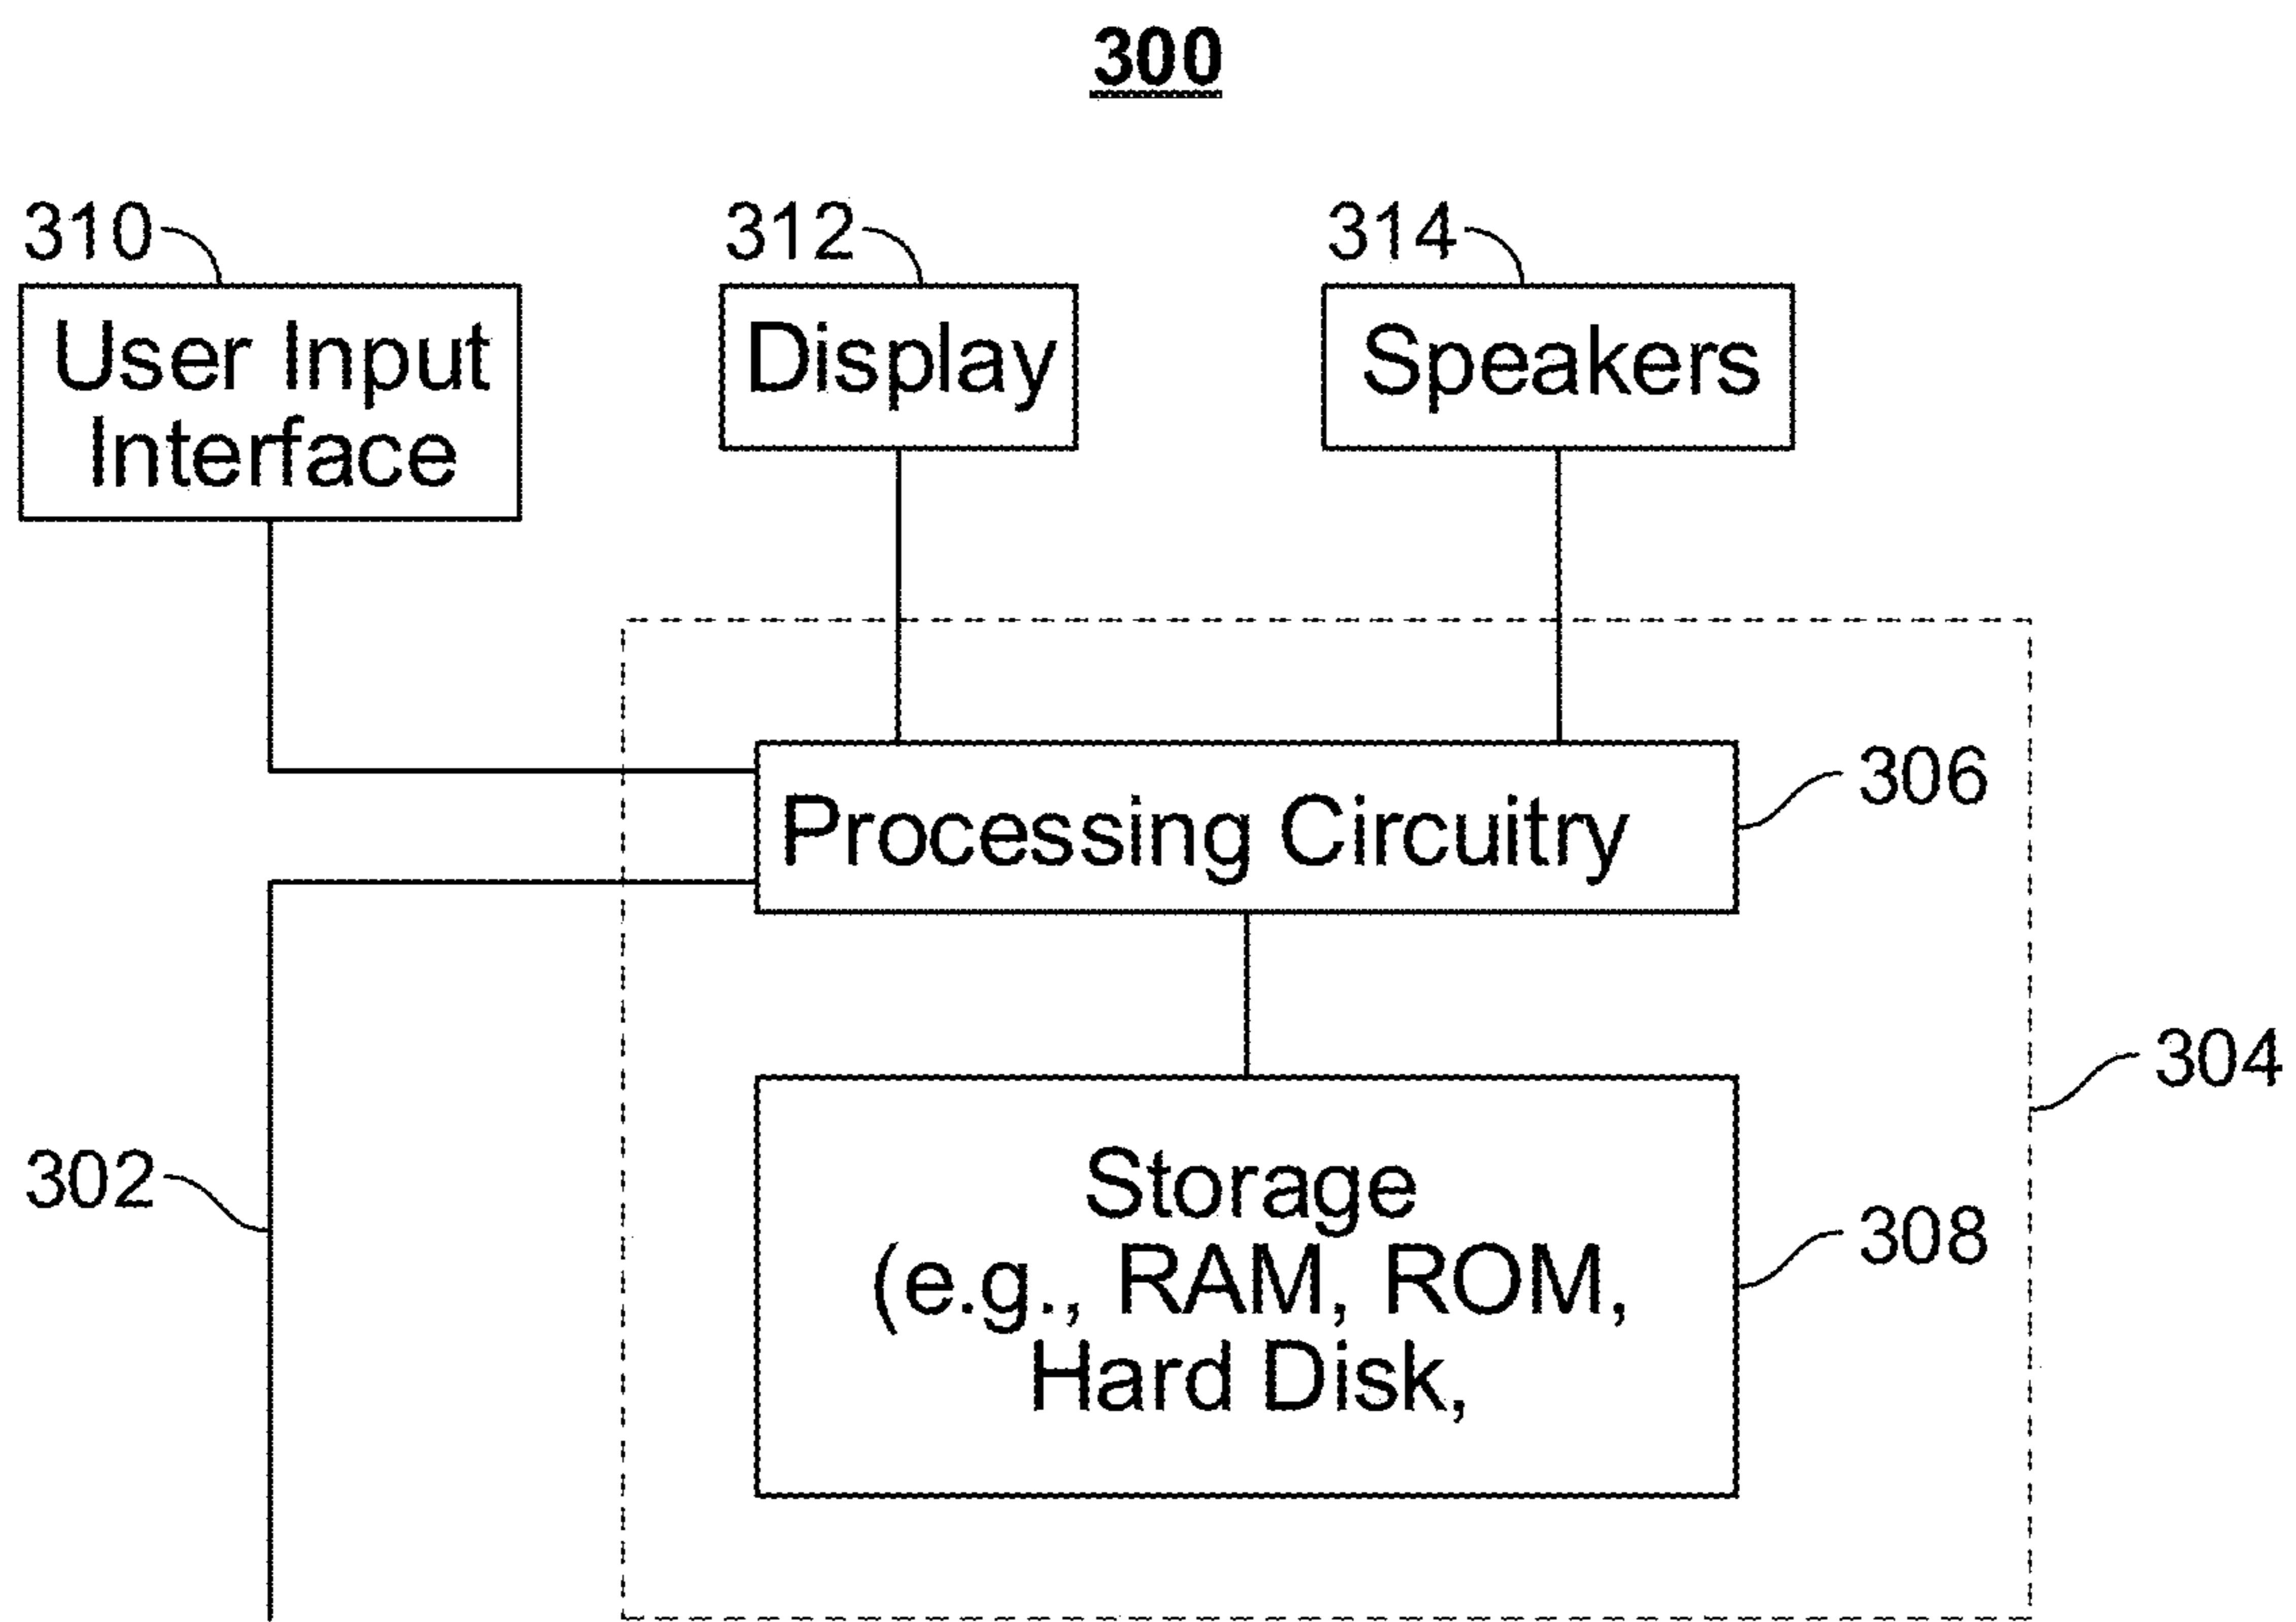 300
310
312
314
User Input
Interface
Display
Speakers
306
Processing Circuitry
304
302
Storage
(e.g., RAM, ROM,
Hard Disk,
308